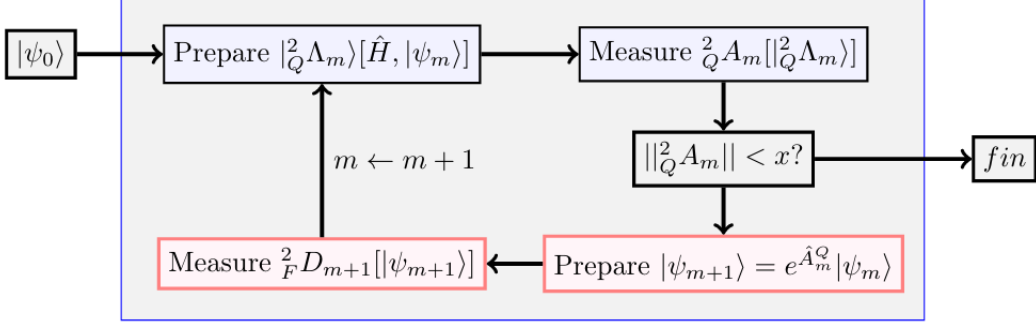 |ψ₀⟩
Prepare |²_QΛ_m⟩[Ĥ, |ψ_m⟩]
Measure ²_QA_m[|²_QΛ_m⟩]
||²_QA_m|| < x?
fin
m ← m + 1
Measure ²_FD_{m+1}[|ψ_{m+1}⟩]
Prepare |ψ_{m+1}⟩ = e^{Â^Q_m}|ψ_m⟩